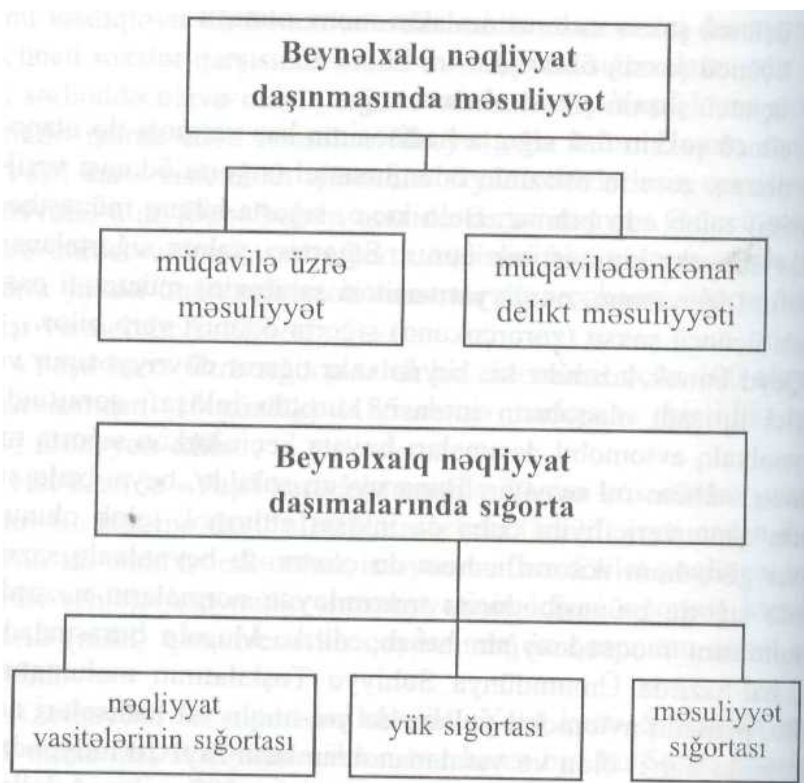 Beynəlxalq nəqliyyat
daşınmasında məsuliyyət
müqavilə üzrə
məsuliyyət
müqavilədənkənar
delikt məsuliyyəti
Beynəlxalq nəqliyyat
daşımalarında sığorta
nəqliyyat
vasitələrinin sığortası
yük sığortası
məsuliyyət
sığortası